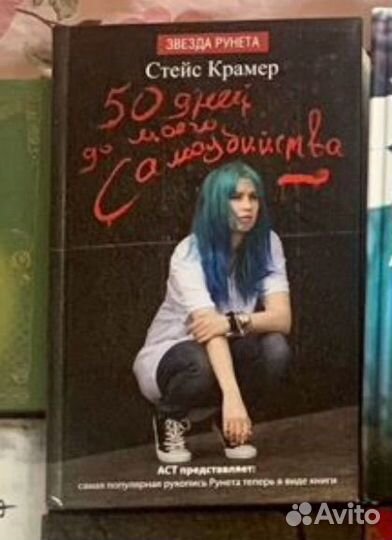 ЗВЕЗДА РУНЕТА
Стейс Крамер
50 дней
до моего
самоубийства
АСТ представляет:
самая популярная рукопись Рунета теперь в виде книги
Avito